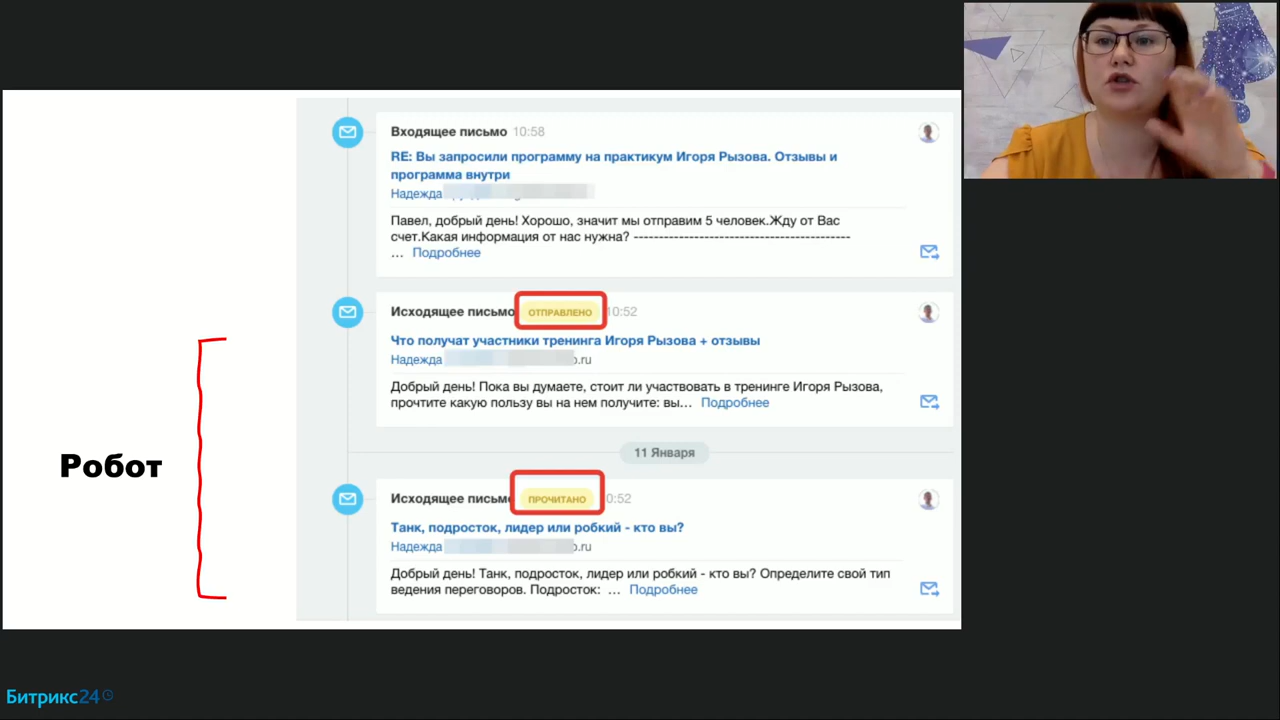 Входящее письмо 10:58
RE: Вы запросили программу на практикум Игоря Рызова. Отзывы и
программа внутри
Надежда
Павел, добрый день! Хорошо, значит мы отправим 5 человек.Жду от Вас
счет.Какая информация от нас нужна? -------------------------------------------
... Подробнее
Исходящее письмо ОТПРАВЛЕНО 10:52
Что получат участники тренинга Игоря Рызова + отзывы
Надежда .ru
Добрый день! Пока вы думаете, стоит ли участвовать в тренинге Игоря Рызова,
прочтите какую пользу вы на нем получите: вы... Подробнее
11 Января
Робот
Исходящее письмо ПРОЧИТАНО 0:52
Танк, подросток, лидер или робкий - кто вы?
Надежда .ru
Добрый день! Танк, подросток, лидер или робкий - кто вы? Определите свой тип
ведения переговоров. Подросток: ... Подробнее
Битрикс24